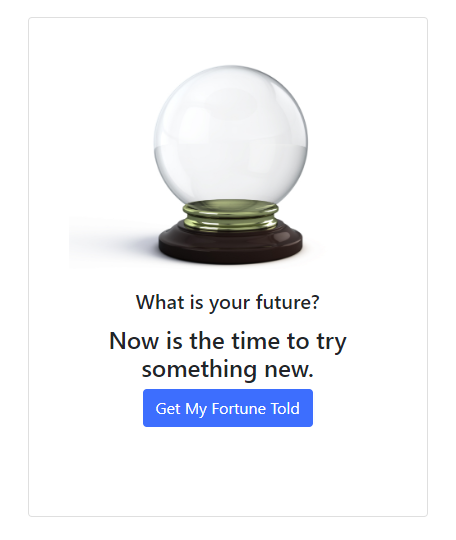 What is your future?
Now is the time to try
something new.
Get My Fortune Told